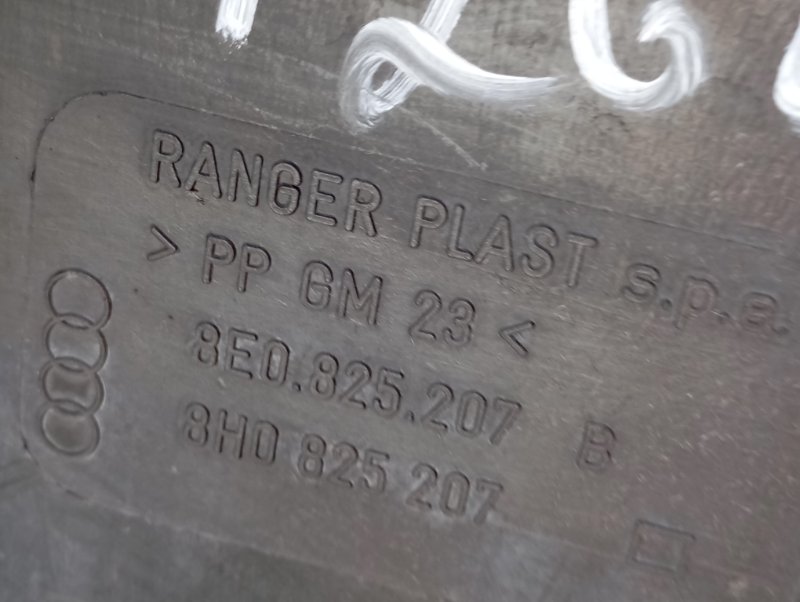 RANGER PLAST s.p.a.
> PP GM 23 <
8E0.825.207 B
8H0 825 207